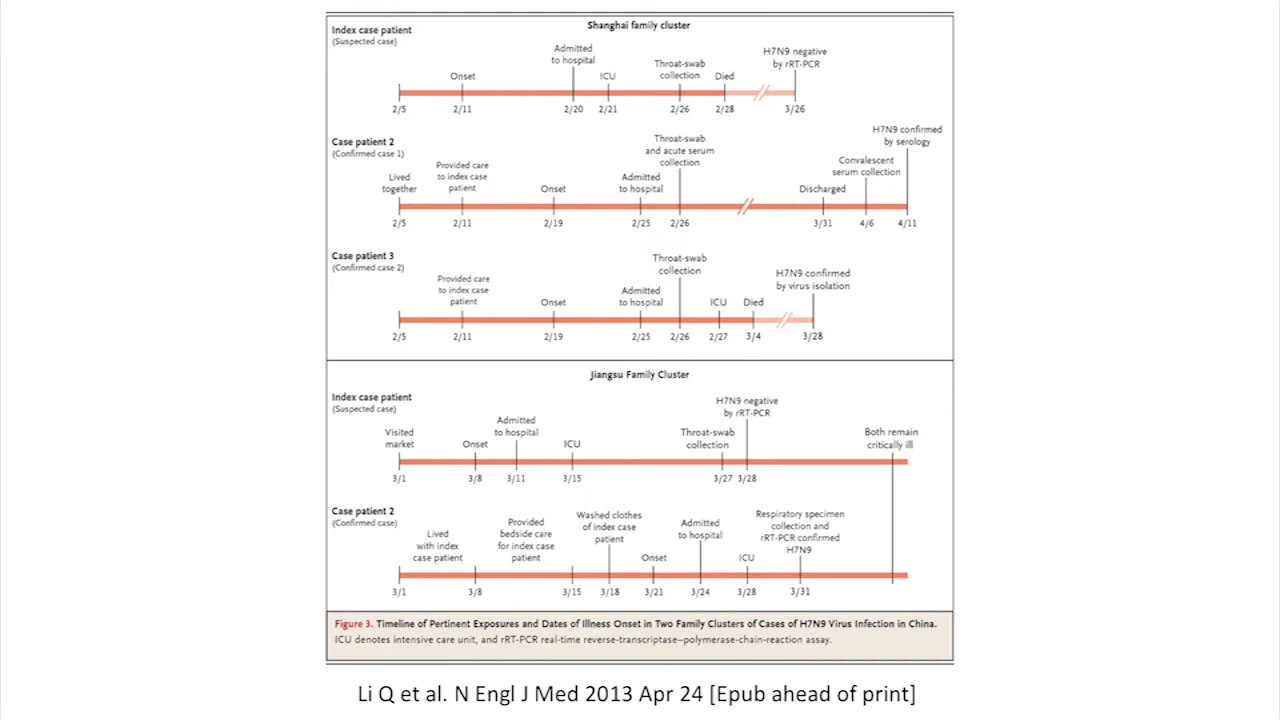 Shanghai family cluster
Index case patient
(Suspected case)
Admitted
to hospital
H7N9 negative
by rRT-PCR
Onset
ICU
Throat-swab
collection
Died
2/5
2/11
2/20
2/21
2/26
2/28
3/26
Case patient 2
(Confirmed case 1)
Lived
together
Provided care
to index case
patient
Onset
Admitted
to hospital
Throat-swab
and acute serum
collection
Discharged
Convalescent
serum collection
H7N9 confirmed
by serology
2/5
2/11
2/19
2/25
2/26
3/31
4/6
4/11
Case patient 3
(Confirmed case 2)
Provided care
to index case
patient
Onset
Admitted
to hospital
Throat-swab
collection
ICU
Died
H7N9 confirmed
by virus isolation
2/5
2/11
2/19
2/25
2/26
2/27
3/4
3/28
Jiangsu Family Cluster
Index case patient
(Suspected case)
Visited
market
Onset
Admitted
to hospital
ICU
Throat-swab
collection
H7N9 negative
by rRT-PCR
Both remain
critically ill
3/1
3/8
3/11
3/15
3/27
3/28
Case patient 2
(Confirmed case)
Lived
with index
case patient
Provided
bedside care
for index case
patient
Washed clothes
of index case
patient
Onset
Admitted
to hospital
ICU
Respiratory specimen
collection and
rRT-PCR confirmed
H7N9
3/1
3/8
3/15
3/18
3/21
3/24
3/28
3/31
Figure 3. Timeline of Pertinent Exposures and Dates of Illness Onset in Two Family Clusters of Cases of H7N9 Virus Infection in China.
ICU denotes intensive care unit, and rRT-PCR real-time reverse-transcriptase–polymerase-chain-reaction assay.
Li Q et al. N Engl J Med 2013 Apr 24 [Epub ahead of print]